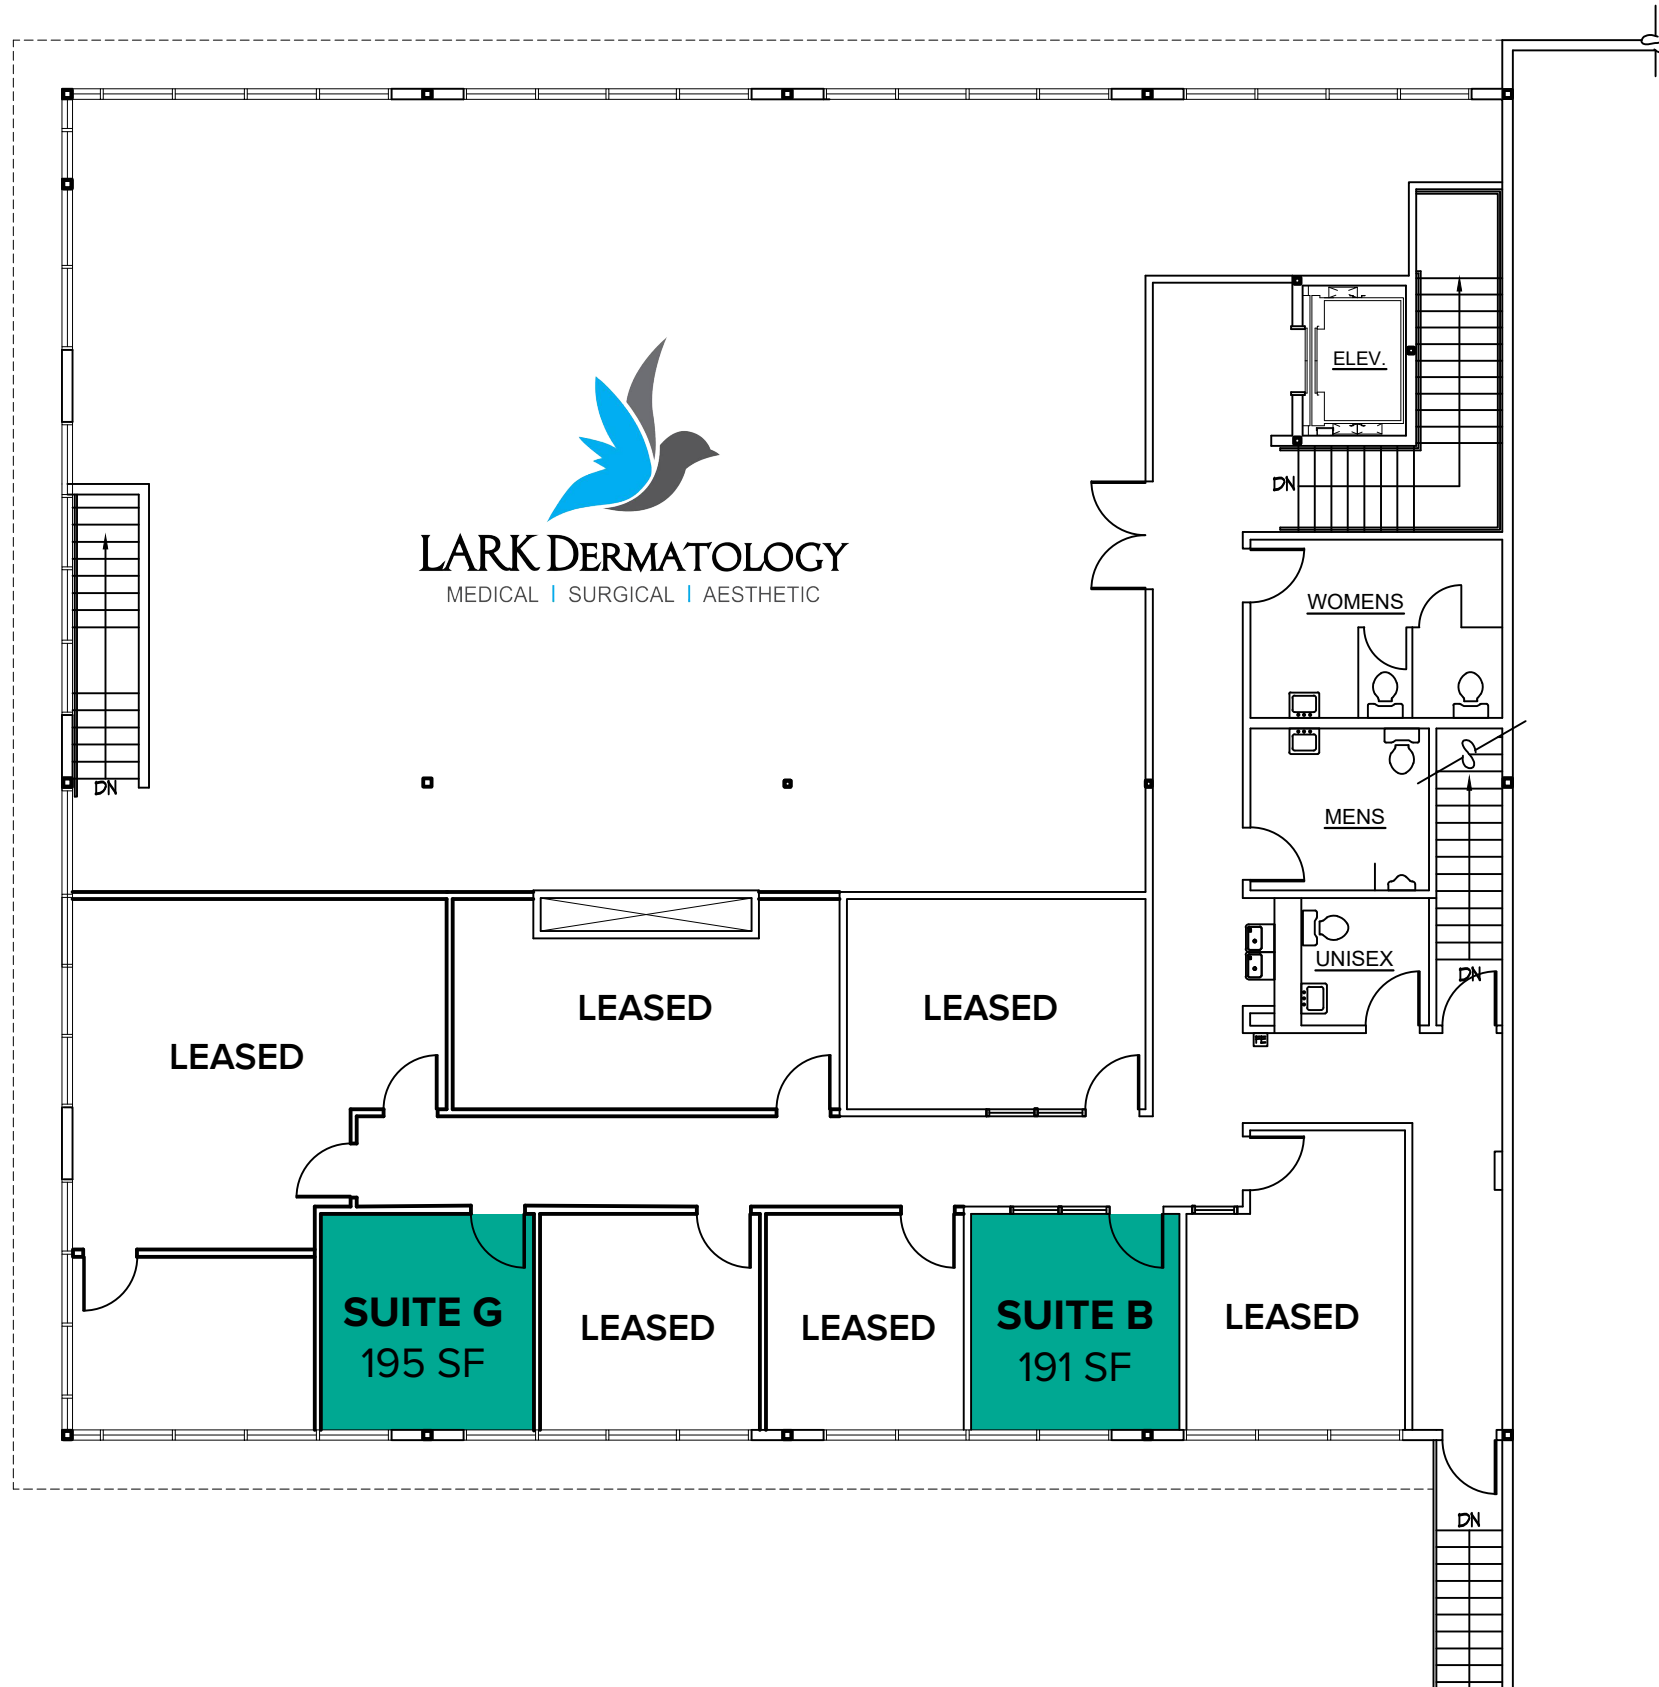 ELEV.
DN
LARK DERMATOLOGY
MEDICAL | SURGICAL | AESTHETIC
WOMENS
DN
MENS
UNISEX
DN
LEASED
LEASED
LEASED
FE
SUITE G
195 SF
LEASED
LEASED
SUITE B
191 SF
LEASED
DN